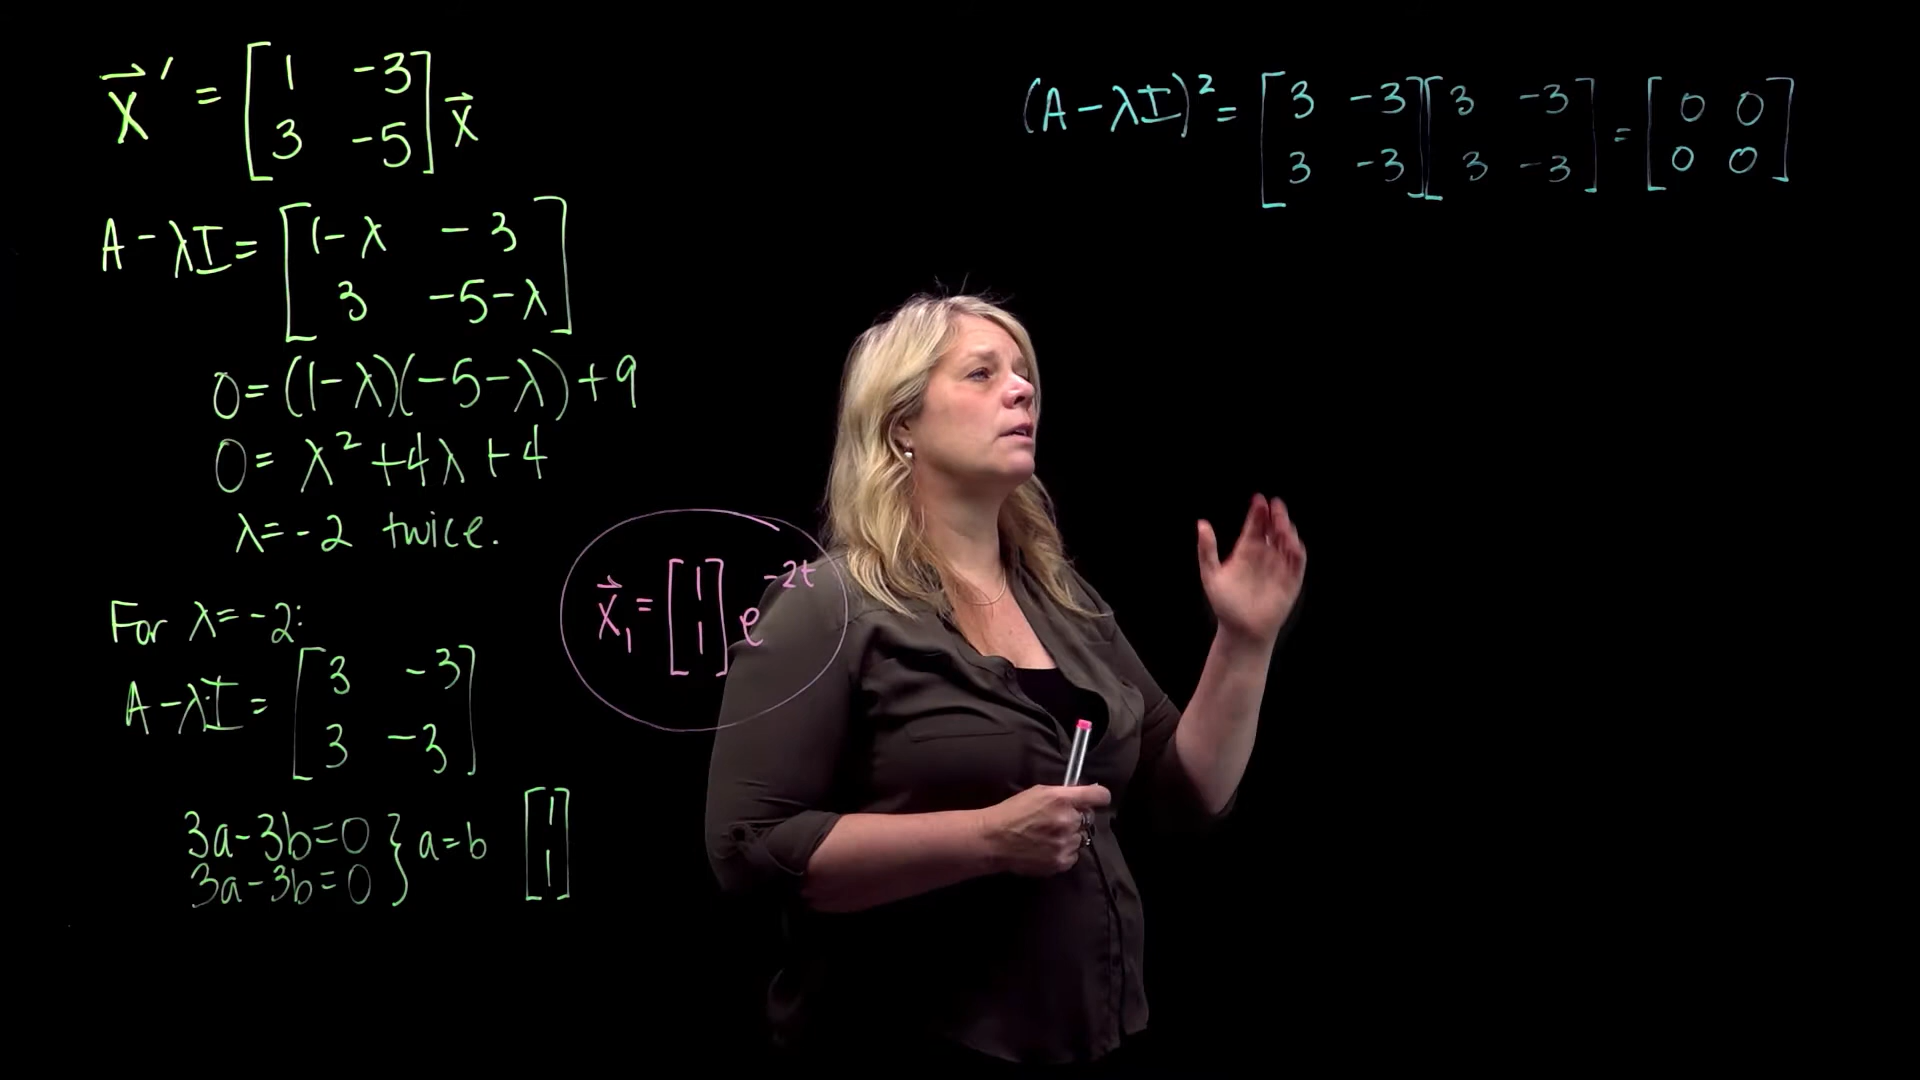 x⃗' = [1 -3; 3 -5] x⃗
A-λI = [1-λ -3; 3 -5-λ]
0=(1-λ)(-5-λ)+9
0= λ²+4λ+4
λ=-2 twice.
For λ=-2:
A-λI = [3 -3; 3 -3]
3a-3b=0
3a-3b=0 } a=b [1; 1]
x⃗₁ = [1; 1] e^(-2t)
(A-λI)² = [3 -3; 3 -3][3 -3; 3 -3] = [0 0; 0 0]